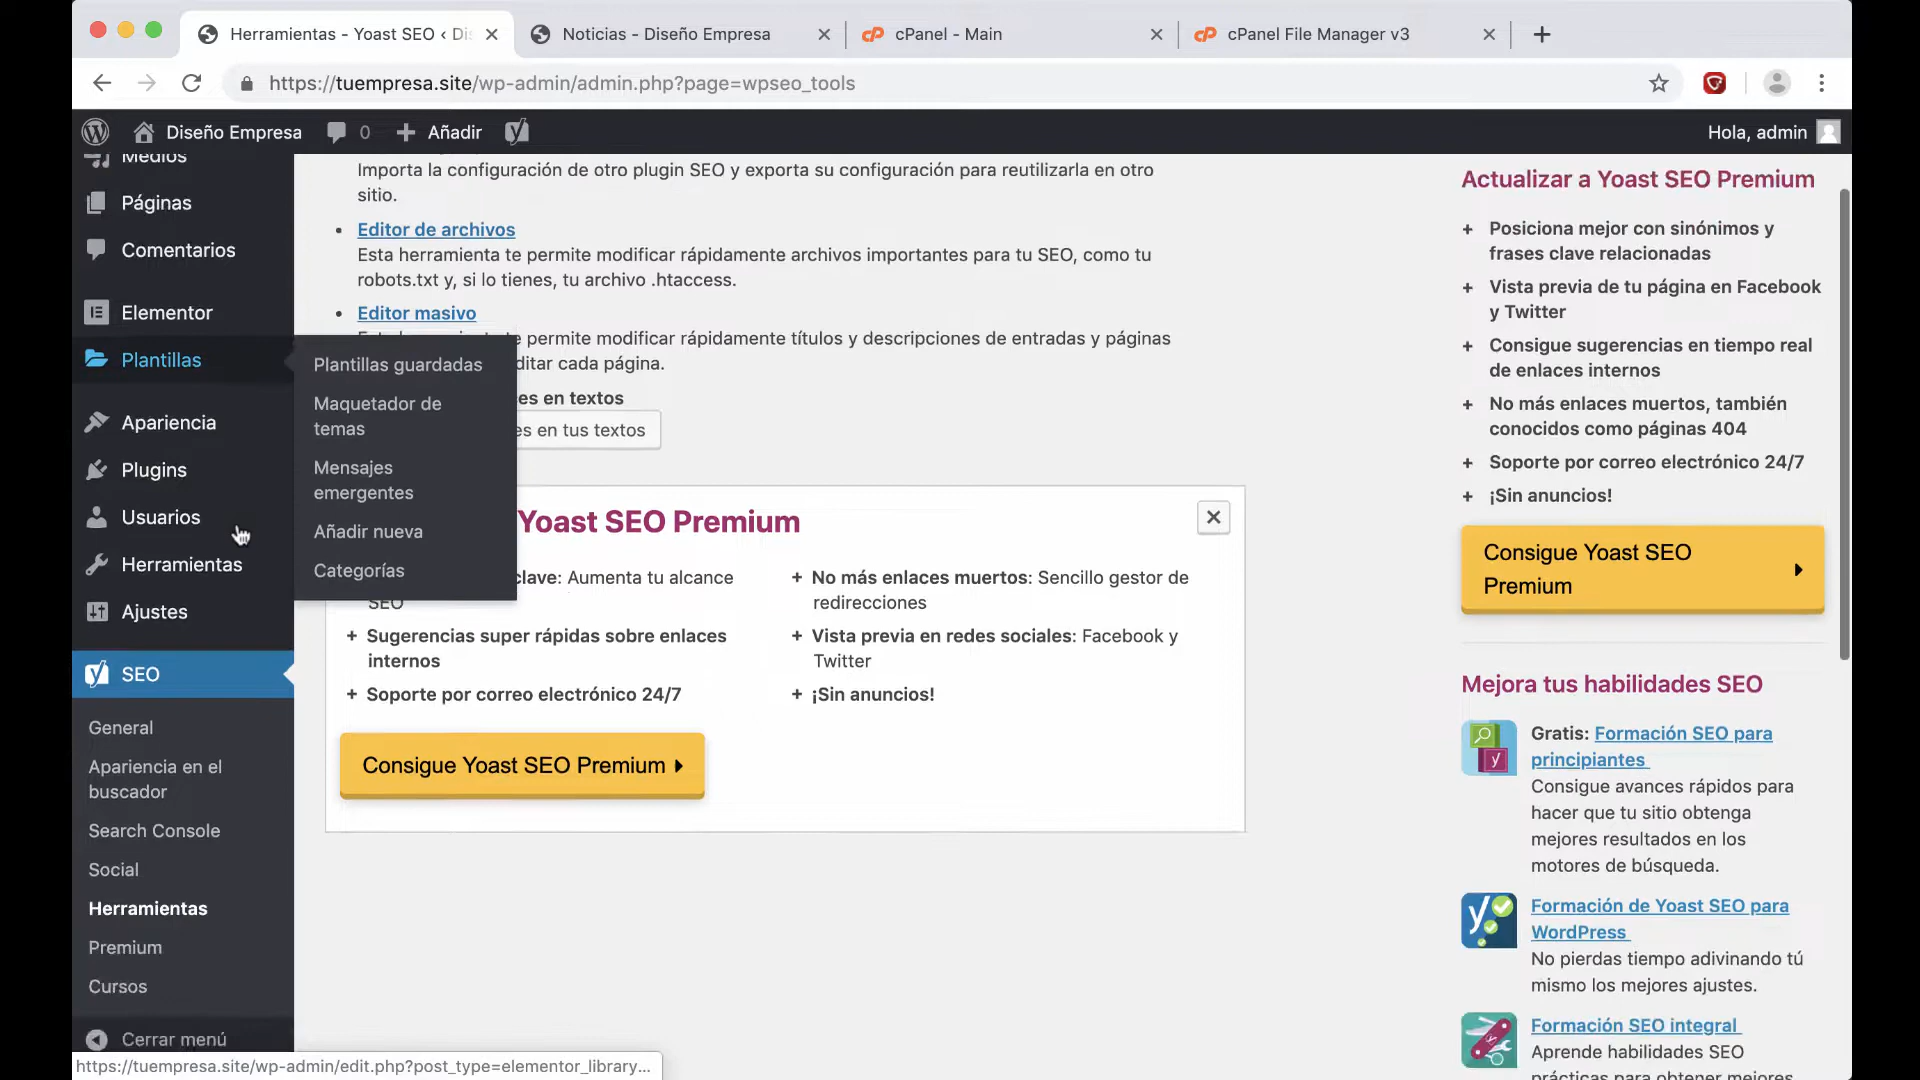 Herramientas - Yoast SEO ‹ Dis
Noticias - Diseño Empresa
cPanel - Main
cPanel File Manager v3
https://tuempresa.site/wp-admin/admin.php?page=wpseo_tools
Diseño Empresa
0
Añadir
Hola, admin
Medios
Páginas
Comentarios
Elementor
Plantillas
Apariencia
Plugins
Usuarios
Herramientas
Ajustes
SEO
General
Apariencia en el
buscador
Search Console
Social
Herramientas
Premium
Cursos
Cerrar menú
Plantillas guardadas
Maquetador de
temas
Mensajes
emergentes
Añadir nueva
Categorías
Importa la configuración de otro plugin SEO y exporta su configuración para reutilizarla en otro
sitio.
• Editor de archivos
Esta herramienta te permite modificar rápidamente archivos importantes para tu SEO, como tu
robots.txt y, si lo tienes, tu archivo .htaccess.
• Editor masivo
permite modificar rápidamente títulos y descripciones de entradas y páginas
ditar cada página.
es en textos
es en tus textos
Yoast SEO Premium
clave: Aumenta tu alcance
SEO
+ Sugerencias super rápidas sobre enlaces
internos
+ Soporte por correo electrónico 24/7
+ No más enlaces muertos: Sencillo gestor de
redirecciones
+ Vista previa en redes sociales: Facebook y
Twitter
+ ¡Sin anuncios!
Consigue Yoast SEO Premium
Actualizar a Yoast SEO Premium
+ Posiciona mejor con sinónimos y
frases clave relacionadas
+ Vista previa de tu página en Facebook
y Twitter
+ Consigue sugerencias en tiempo real
de enlaces internos
+ No más enlaces muertos, también
conocidos como páginas 404
+ Soporte por correo electrónico 24/7
+ ¡Sin anuncios!
Consigue Yoast SEO
Premium
Mejora tus habilidades SEO
Gratis: Formación SEO para
principiantes
Consigue avances rápidos para
hacer que tu sitio obtenga
mejores resultados en los
motores de búsqueda.
Formación de Yoast SEO para
WordPress
No pierdas tiempo adivinando tú
mismo los mejores ajustes.
Formación SEO integral
Aprende habilidades SEO
prácticas para obtener mejores
https://tuempresa.site/wp-admin/edit.php?post_type=elementor_library...